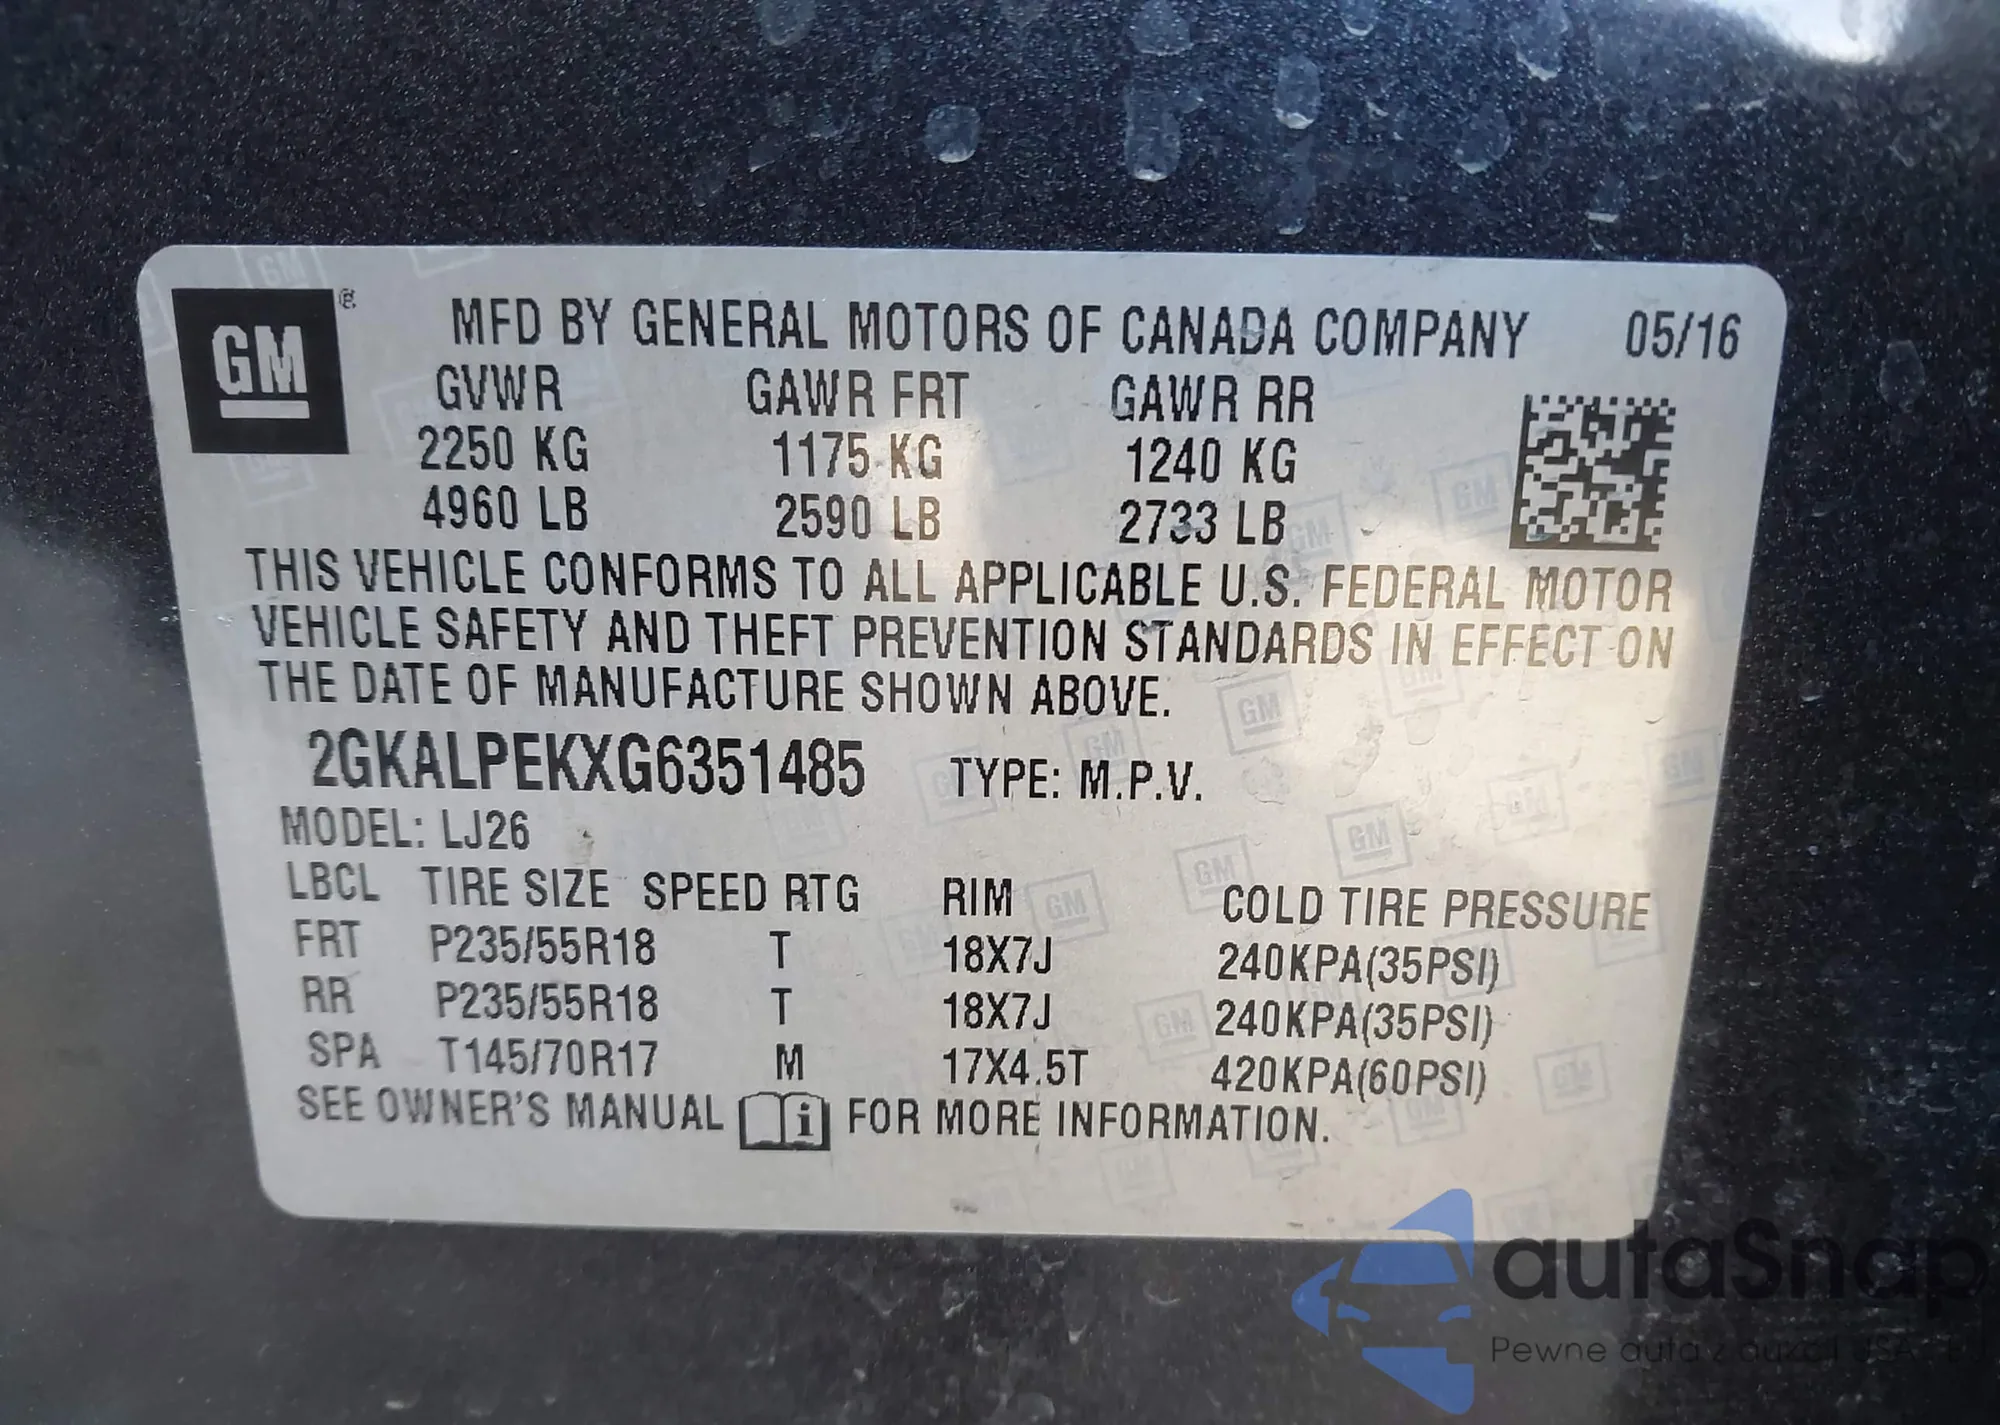 GM
MFD BY GENERAL MOTORS OF CANADA COMPANY 05/16
GVWR GAWR FRT GAWR RR
2250 KG 1175 KG 1240 KG
4960 LB 2590 LB 2733 LB
THIS VEHICLE CONFORMS TO ALL APPLICABLE U.S. FEDERAL MOTOR
VEHICLE SAFETY AND THEFT PREVENTION STANDARDS IN EFFECT ON
THE DATE OF MANUFACTURE SHOWN ABOVE.
2GKALPEKXG6351485 TYPE: M.P.V.
MODEL: LJ26
LBCL TIRE SIZE SPEED RTG RIM COLD TIRE PRESSURE
FRT P235/55R18 T 18X7J 240KPA(35PSI)
RR P235/55R18 T 18X7J 240KPA(35PSI)
SPA T145/70R17 M 17X4.5T 420KPA(60PSI)
SEE OWNER'S MANUAL i FOR MORE INFORMATION.
autaSnap
Pewne auta z aukcji USA